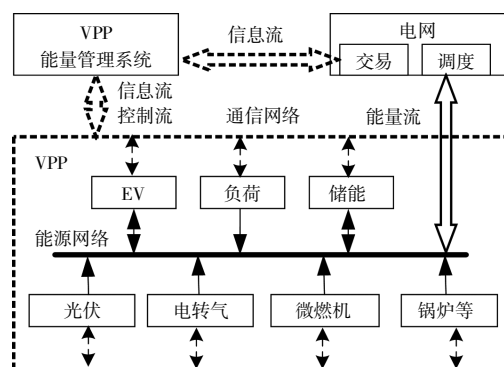 VPP
能量管理系统
信息流
电网
交易
调度
信息流
控制流
通信网络
能量流
VPP
EV
负荷
储能
能源网络
光伏
电转气
微燃机
锅炉等